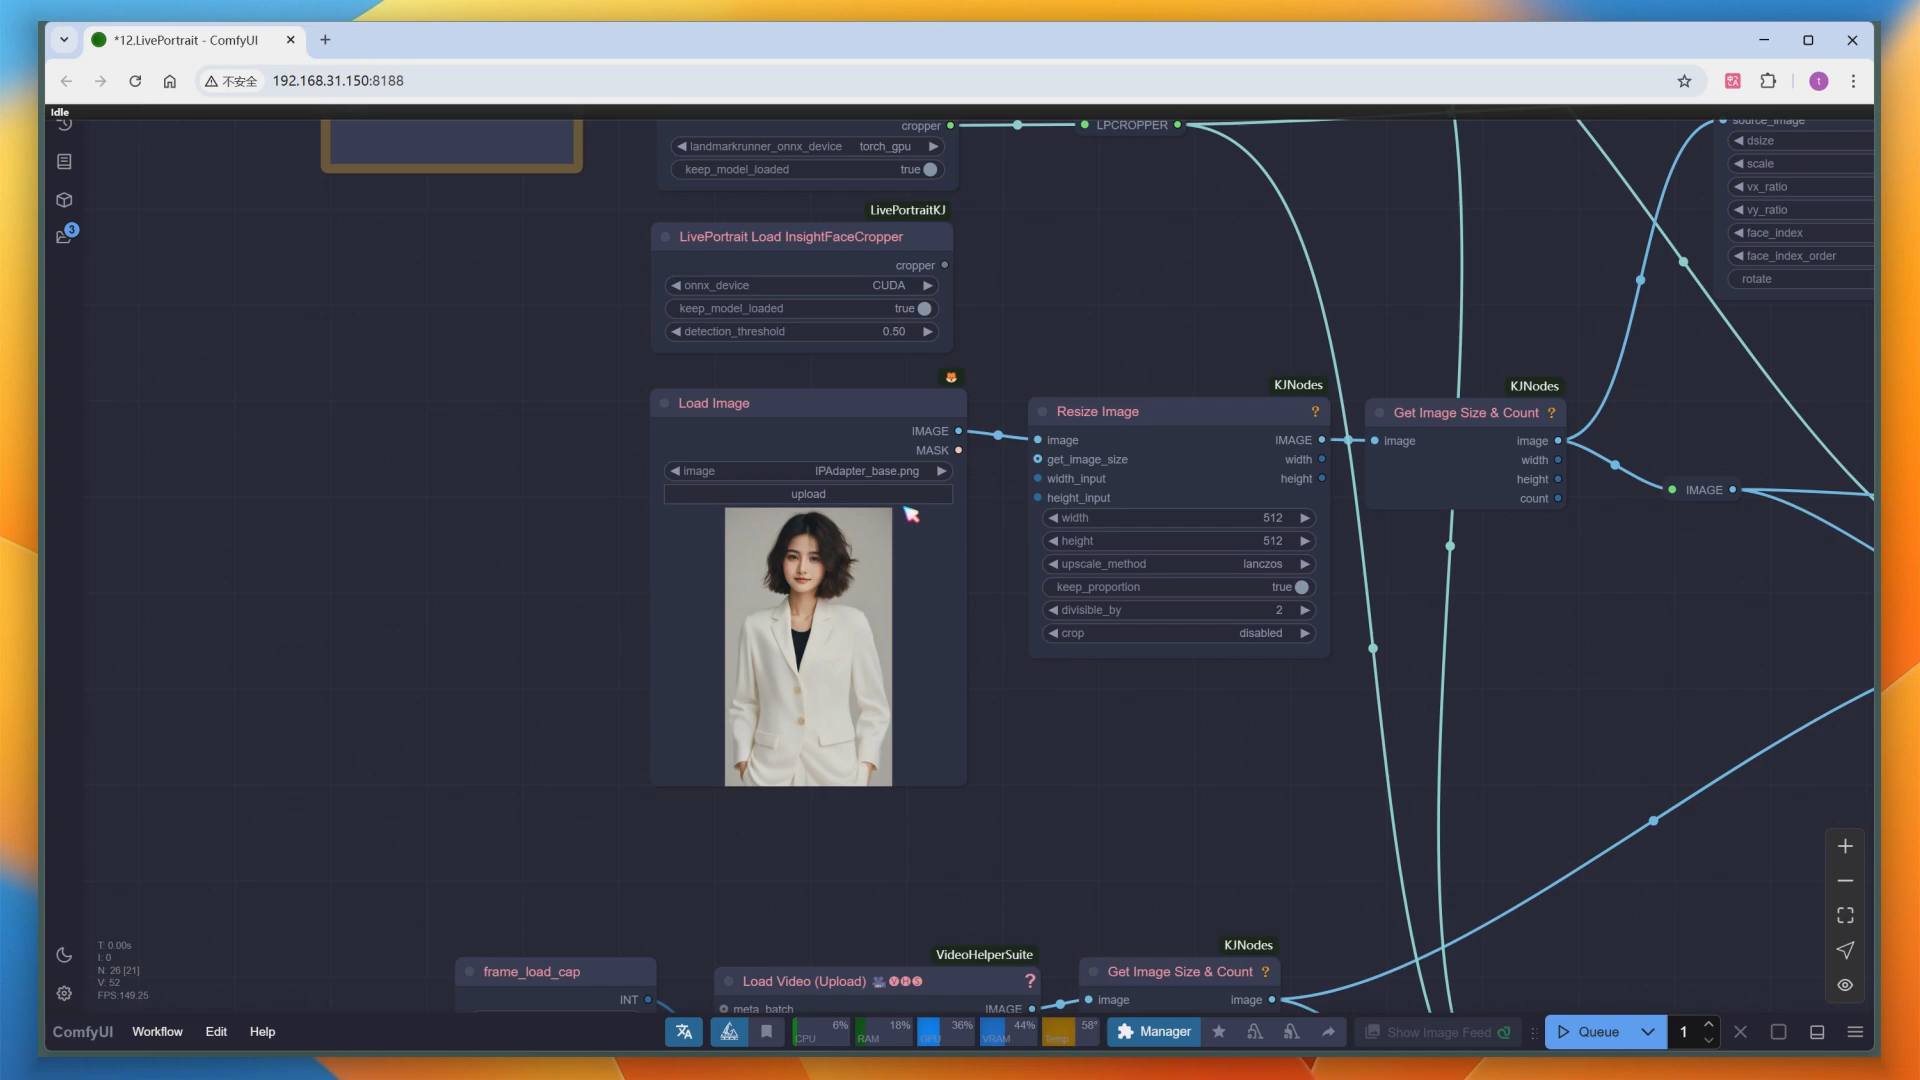 *12.LivePortrait - ComfyUI
不安全 192.168.31.150:8188
Idle
cropper
LPCROPPER
source_image
landmarkrunner_onnx_device torch_gpu
dsize
keep_model_loaded true
scale
vx_ratio
LivePortraitKJ
vy_ratio
LivePortrait Load InsightFaceCropper
face_index
3
cropper
face_index_order
onnx_device CUDA
rotate
keep_model_loaded true
detection_threshold 0.50
KJNodes
KJNodes
Load Image
Resize Image ?
Get Image Size & Count ?
IMAGE
image IMAGE
image image
MASK
get_image_size width
width
image IPAdapter_base.png
width_input height
height
upload
height_input
count
IMAGE
width 512
height 512
upscale_method lanczos
keep_proportion true
divisible_by 2
crop disabled
T: 0.00s
I: 0
N: 26 [21]
V: 52
FPS:149.25
VideoHelperSuite
KJNodes
frame_load_cap
Load Video (Upload) VHS ?
Get Image Size & Count ?
INT
meta_batch IMAGE
image image
ComfyUI Workflow Edit Help
CPU 6%
RAM 18%
GPU 36%
VRAM 44%
Temp 58°
Manager
Show Image Feed
Queue
1
t